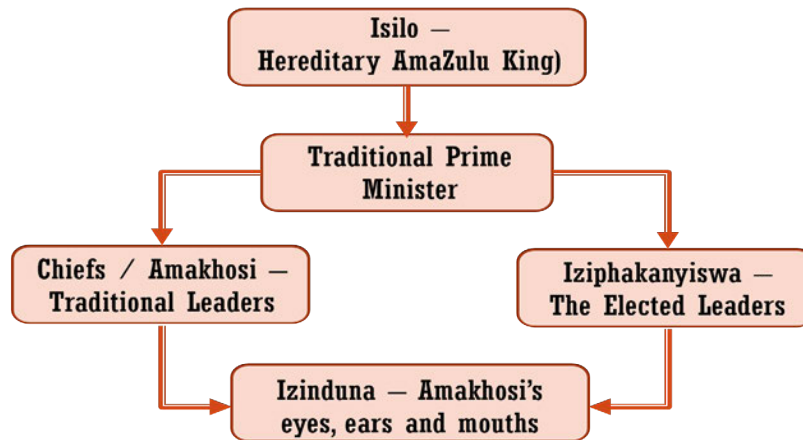 Isilo –
Hereditary AmaZulu King)
Traditional Prime
Minister
Chiefs / Amakhosi –
Traditional Leaders
Iziphakanyiswa –
The Elected Leaders
Izinduna – Amakhosi's
eyes, ears and mouths